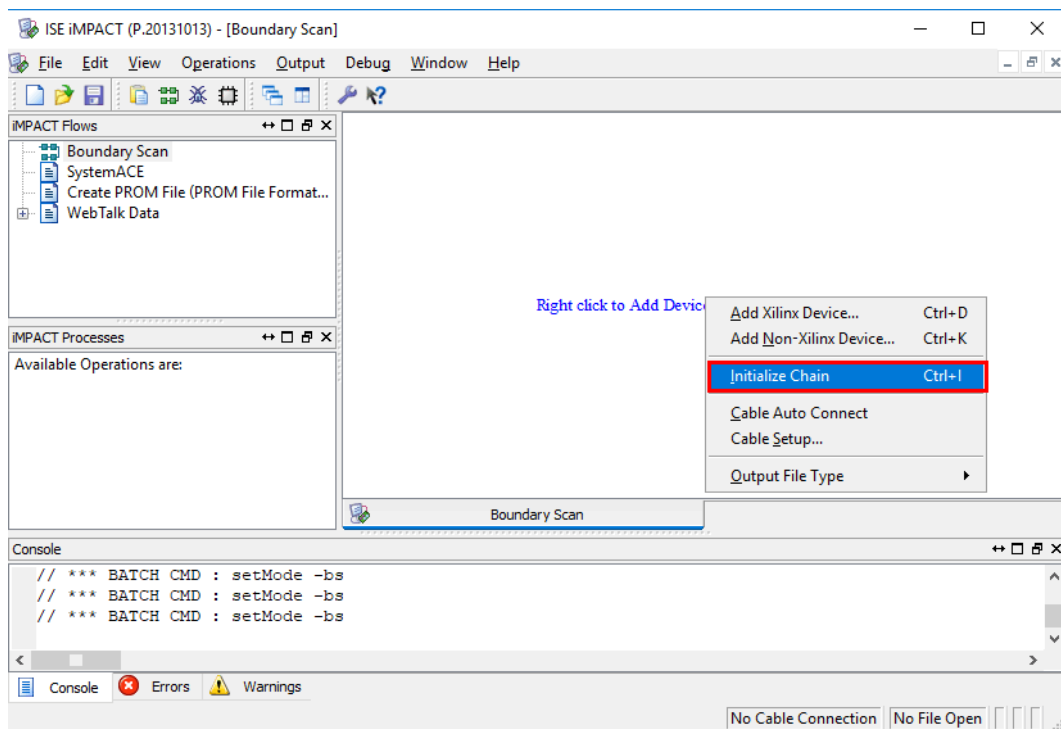 ISE iMPACT (P.20131013) - [Boundary Scan]
File Edit View Operations Output Debug Window Help
iMPACT Flows
Boundary Scan
SystemACE
Create PROM File (PROM File Format...
WebTalk Data
Right click to Add Device
Add Xilinx Device... Ctrl+D
Add Non-Xilinx Device... Ctrl+K
Initialize Chain Ctrl+I
Cable Auto Connect
Cable Setup...
Output File Type
iMPACT Processes
Available Operations are:
Boundary Scan
Console
// *** BATCH CMD : setMode -bs
// *** BATCH CMD : setMode -bs
// *** BATCH CMD : setMode -bs
Console Errors Warnings
No Cable Connection No File Open